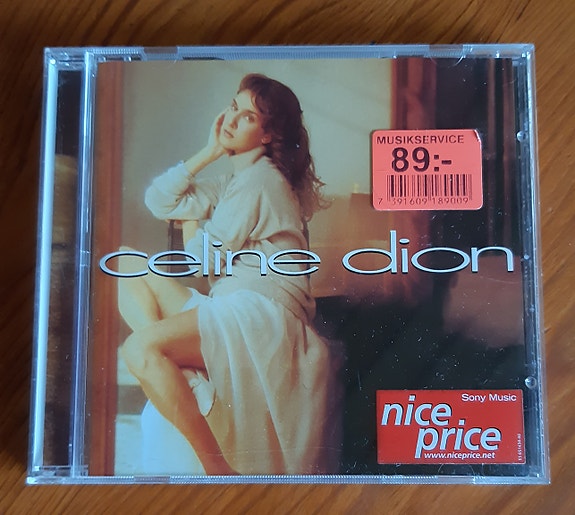 MUSIKSERVICE
89:-
7 391609 189009
celine dion
Sony Music
nice
price
www.niceprice.net